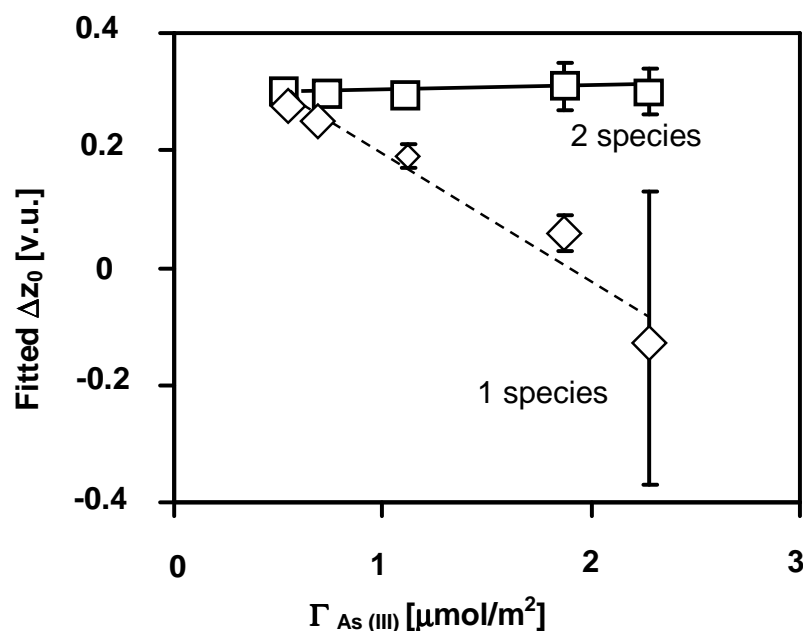 0.4
0.2
0
-0.2
-0.4
Fitted Δz₀ [v.u.]
2 species
1 species
0 1 2 3
Γ As (III) [μmol/m²]